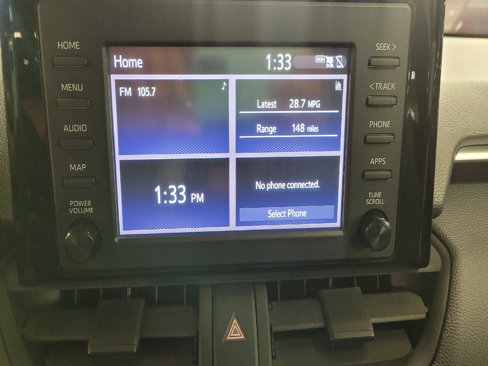 HOME
MENU
AUDIO
MAP
POWER
VOLUME
Home 1:33
FM 105.7
Latest 28.7 MPG
Range 148 miles
1:33 PM
No phone connected.
Select Phone
SEEK >
< TRACK
PHONE
APPS
TUNE
SCROLL